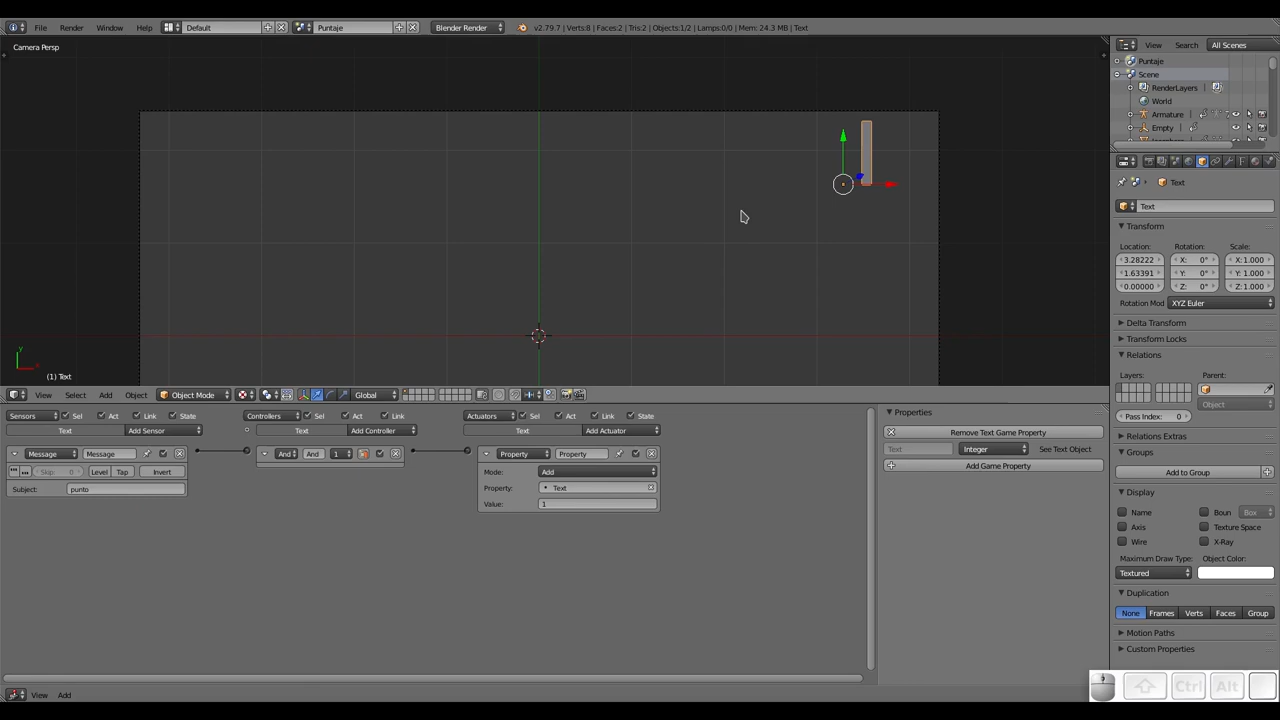 File Render Window Help Default Puntaje Blender Render v2.79.7 | Verts:8 | Faces:2 | Tris:2 | Objects:1/2 | Lamps:0/0 | Mem: 24.3 MB | Text
Camera Persp
View Search All Scenes
Puntaje
Scene
RenderLayers
World
Armature
Empty
Text
Text
Transform
Location: Rotation: Scale:
3.28222 X: 0° X: 1.000
1.63391 Y: 0° Y: 1.000
0.00000 Z: 0° Z: 1.000
Rotation Mod XYZ Euler
Delta Transform
Transform Locks
Relations
Layers: Parent:
Object
Pass Index: 0
Relations Extras
Groups
Add to Group
Display
Name Boun Box
Axis Texture Space
Wire X-Ray
Maximum Draw Type: Object Color:
Textured
Duplication
None Frames Verts Faces Group
Motion Paths
Custom Properties
y
x
(1) Text
View Select Add Object Object Mode Global
Sensors Sel Act Link State Controllers Sel Act Link Actuators Sel Act Link State
Text Add Sensor Text Add Controller Text Add Actuator
Message Message And And 1 Property Property
Skip: 0 Level Tap Invert
Subject: punto
Mode: Add
Property: Text
Value: 1
Properties
Remove Text Game Property
Text Integer See Text Object
Add Game Property
View Add
Ctrl Alt